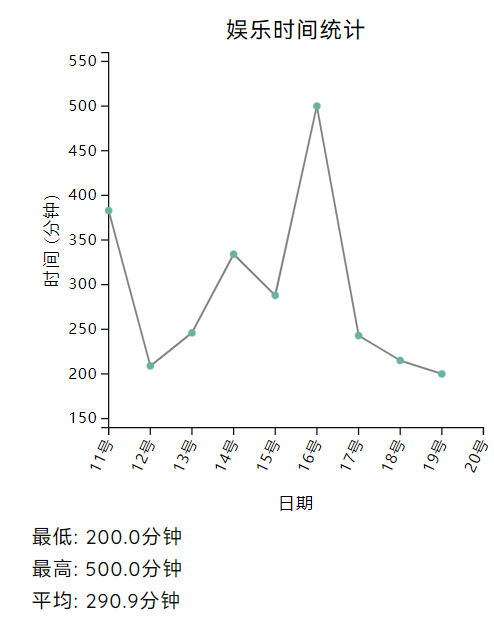 娱乐时间统计
550
500
450
400
350
300
250
200
150
时间 (分钟)
11号 12号 13号 14号 15号 16号 17号 18号 19号 20号
日期
最低: 200.0分钟
最高: 500.0分钟
平均: 290.9分钟